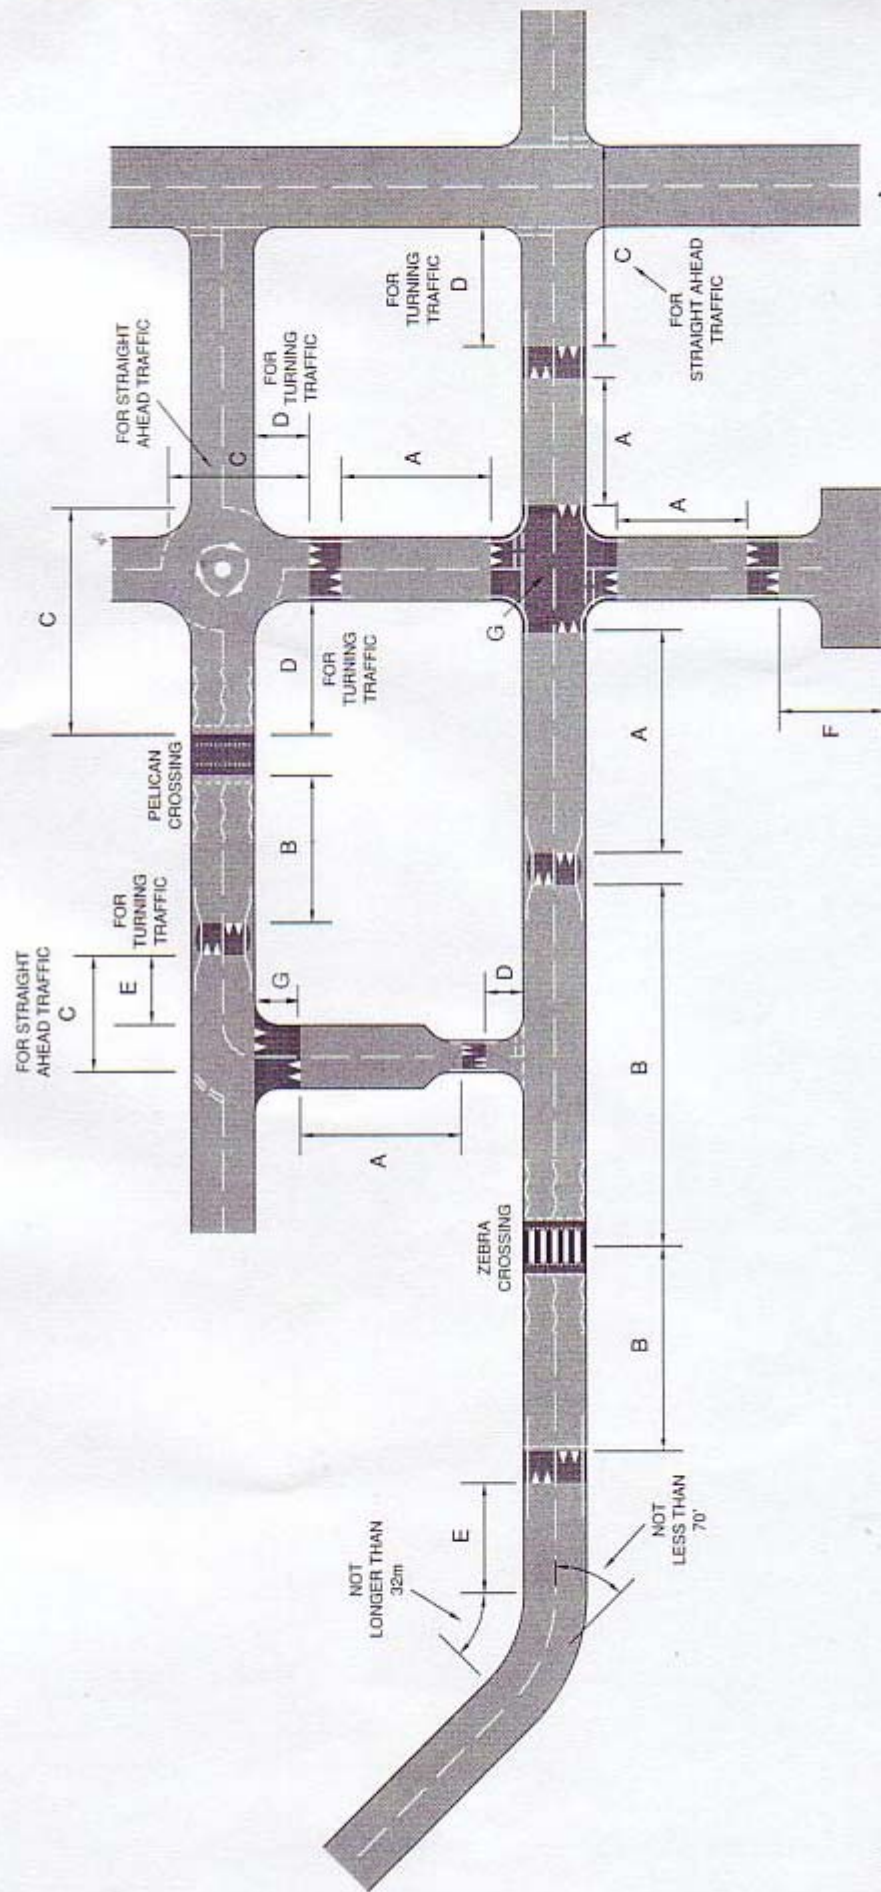 FOR STRAIGHT
AHEAD TRAFFIC
C
E
FOR
TURNING
TRAFFIC
PELICAN
CROSSING
C
FOR STRAIGHT
AHEAD TRAFFIC
C
D
FOR
TURNING
TRAFFIC
G
B
D
FOR
TURNING
TRAFFIC
A
FOR
TURNING
TRAFFIC
D
A
D
G
ZEBRA
CROSSING
NOT
LONGER THAN
32m
E
NOT
LESS THAN
70'
B
B
A
A
A
C
FOR
STRAIGHT AHEAD
TRAFFIC
F